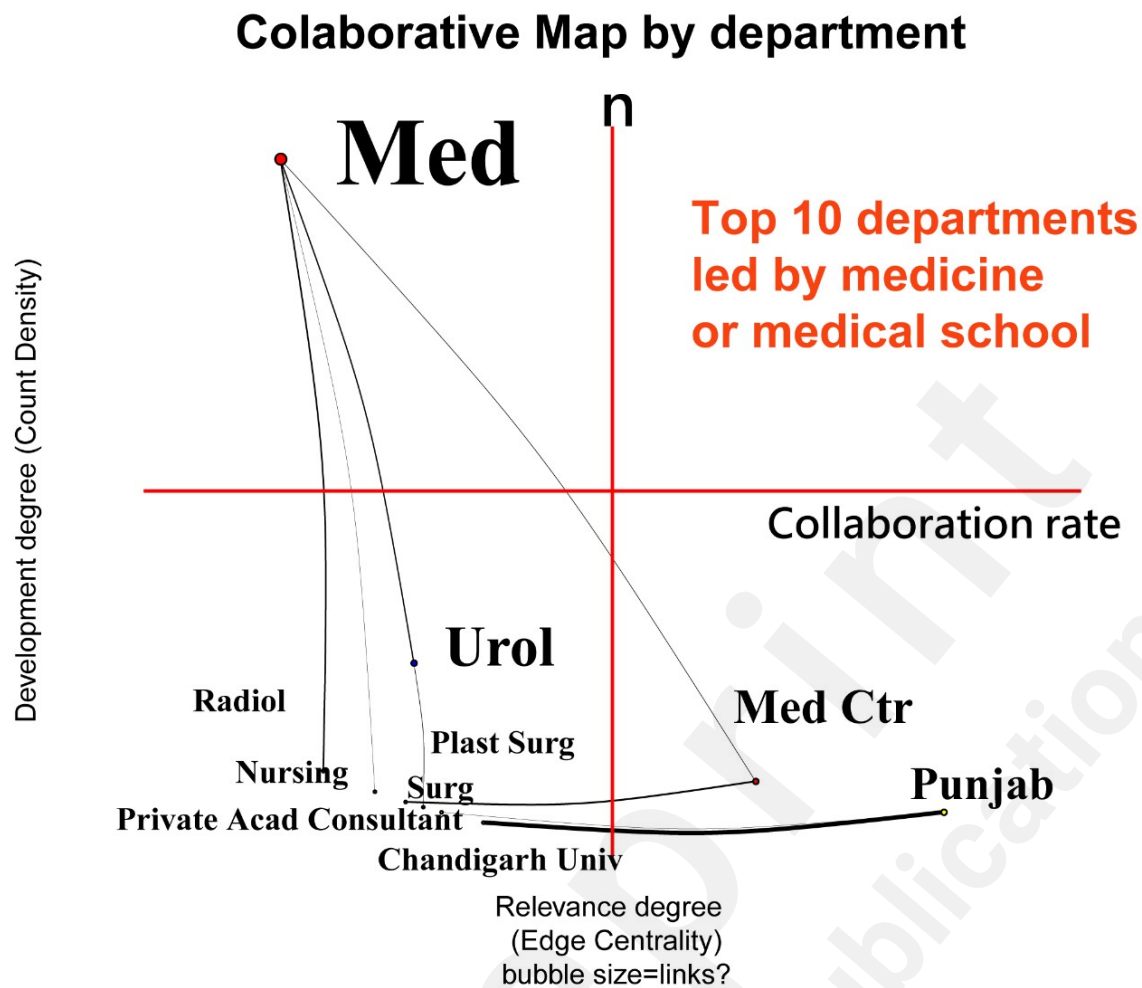 Colaborative Map by department
n
Med
Top 10 departments
led by medicine
or medical school
Development degree (Count Density)
Collaboration rate
Urol
Radiol
Med Ctr
Plast Surg
Nursing
Surg
Punjab
Private Acad Consultant
Chandigarh Univ
Relevance degree
(Edge Centrality)
bubble size=links?
print
ublication